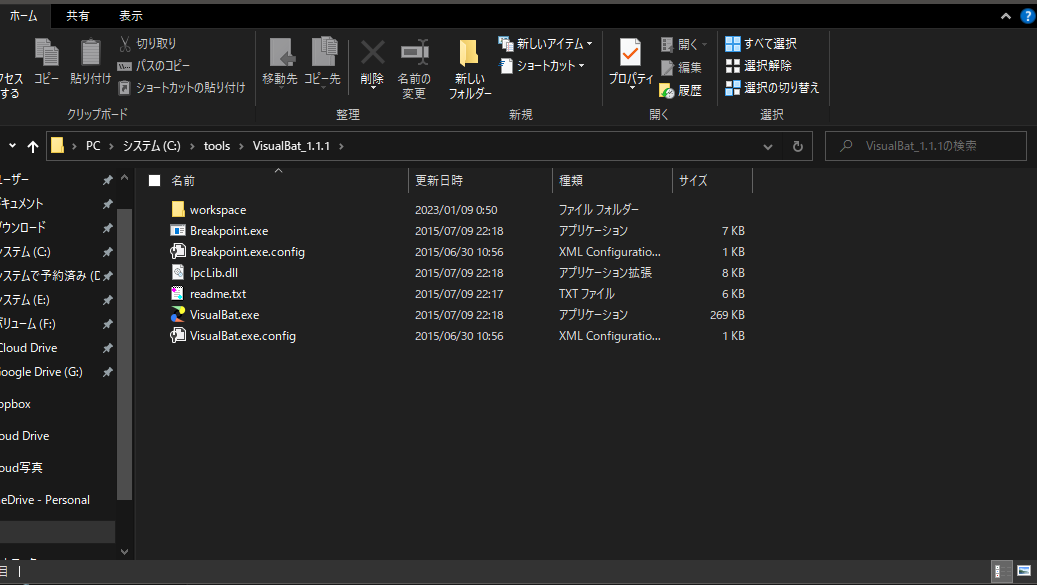 ホーム 共有 表示
切り取り
パスのコピー
ショートカットの貼り付け
クセス
する
コピー
貼り付け
クリップボード
移動先
コピー先
削除
名前の
変更
整理
新しい
フォルダー
新しいアイテム
ショートカット
新規
プロパティ
開く
編集
履歴
開く
すべて選択
選択解除
選択の切り替え
選択
PC システム (C:) tools VisualBat_1.1.1
VisualBat_1.1.1の検索
ーザー
キュメント
ウンロード
システム (C:)
システムで予約済み (D
システム (E:)
ボリューム (F:)
Cloud Drive
oogle Drive (G:)
opbox
oud Drive
oud写真
eDrive - Personal
目
名前 更新日時 種類 サイズ
workspace 2023/01/09 0:50 ファイル フォルダー
Breakpoint.exe 2015/07/09 22:18 アプリケーション 7 KB
Breakpoint.exe.config 2015/06/30 10:56 XML Configuratio... 1 KB
IpcLib.dll 2015/07/09 22:18 アプリケーション拡張 8 KB
readme.txt 2015/07/09 22:17 TXT ファイル 6 KB
VisualBat.exe 2015/07/09 22:18 アプリケーション 269 KB
VisualBat.exe.config 2015/06/30 10:56 XML Configuratio... 1 KB